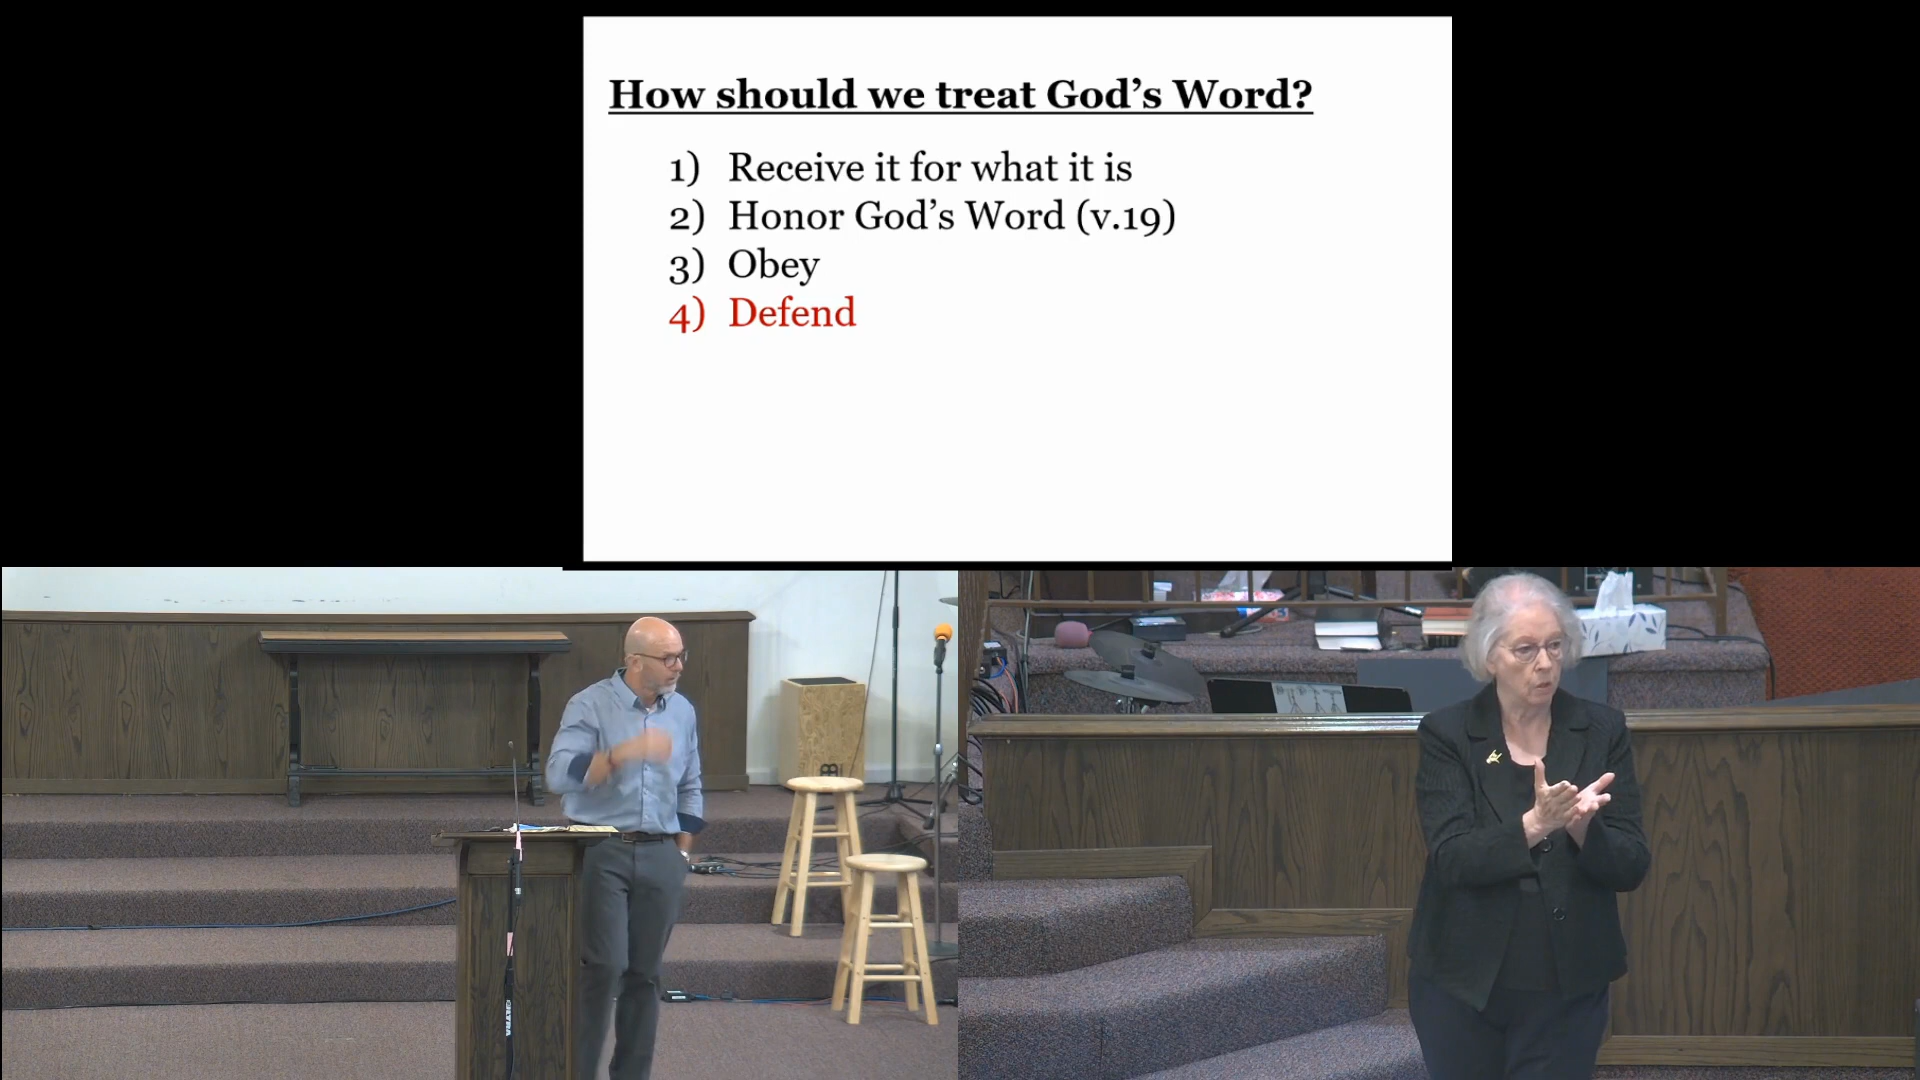 How should we treat God’s Word?
1) Receive it for what it is
2) Honor God’s Word (v.19)
3) Obey
4) Defend
ULTRA